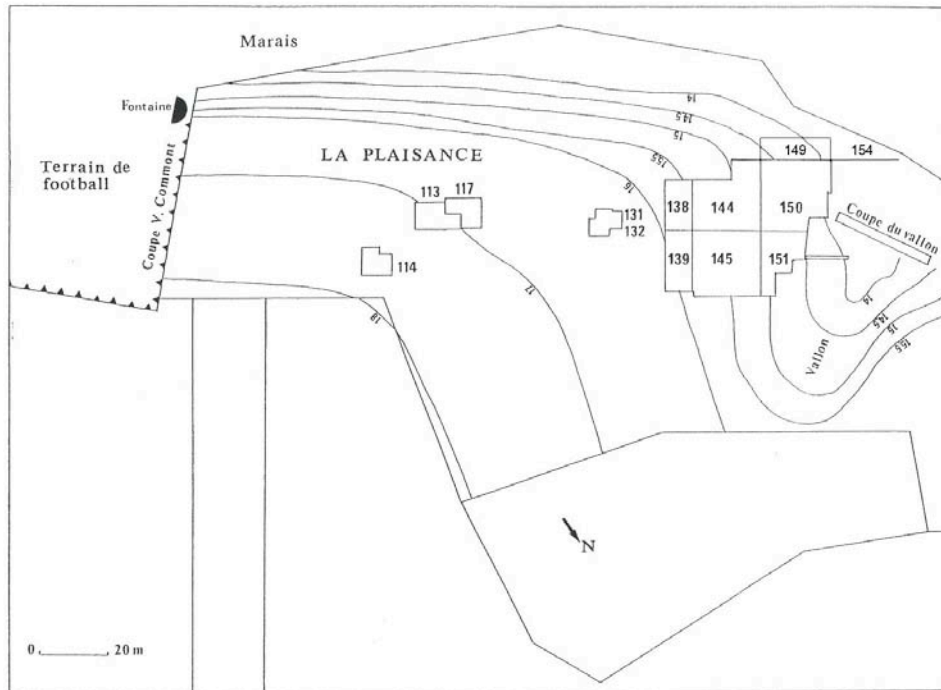 Marais
Fontaine
Terrain de
football
Coupe V. Commont
LA PLAISANCE
14
14.5
15
15.5
16
149
154
113
117
131
132
138
144
150
Coupe du vallon
114
139
145
151
17
18
14
14.5
15
15.5
Vallon
N
0
20 m